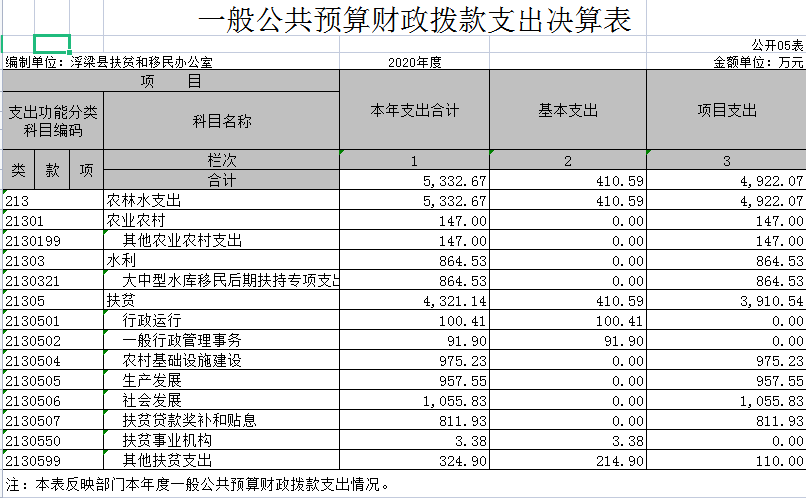 一般公共预算财政拨款支出决算表
公开05表
编制单位：浮梁县扶贫和移民办公室 2020年度 金额单位：万元
项 目 本年支出合计 基本支出 项目支出
支出功能分类科目编码 科目名称
类 款 项 栏次 1 2 3
合计 5,332.67 410.59 4,922.07
213 农林水支出 5,332.67 410.59 4,922.07
21301 农业农村 147.00 0.00 147.00
2130199 其他农业农村支出 147.00 0.00 147.00
21303 水利 864.53 0.00 864.53
2130321 大中型水库移民后期扶持专项支 864.53 0.00 864.53
21305 扶贫 4,321.14 410.59 3,910.54
2130501 行政运行 100.41 100.41 0.00
2130502 一般行政管理事务 91.90 91.90 0.00
2130504 农村基础设施建设 975.23 0.00 975.23
2130505 生产发展 957.55 0.00 957.55
2130506 社会发展 1,055.83 0.00 1,055.83
2130507 扶贫贷款奖补和贴息 811.93 0.00 811.93
2130550 扶贫事业机构 3.38 3.38 0.00
2130599 其他扶贫支出 324.90 214.90 110.00
注：本表反映部门本年度一般公共预算财政拨款支出情况。